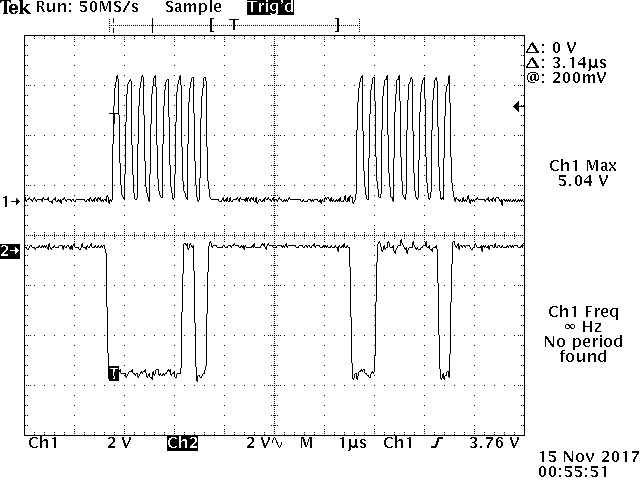 Tek Run: 50MS/s Sample Trig'd
[ T ]
Δ: 0 V
Δ: 3.14µs
@: 200mV
T
Ch1 Max
5.04 V
1→
2→
Ch1 Freq
∞ Hz
No period
found
T
Ch1 2 V Ch2 2 V∿ M 1µs Ch1 ƒ 3.76 V
15 Nov 2017
00:55:51